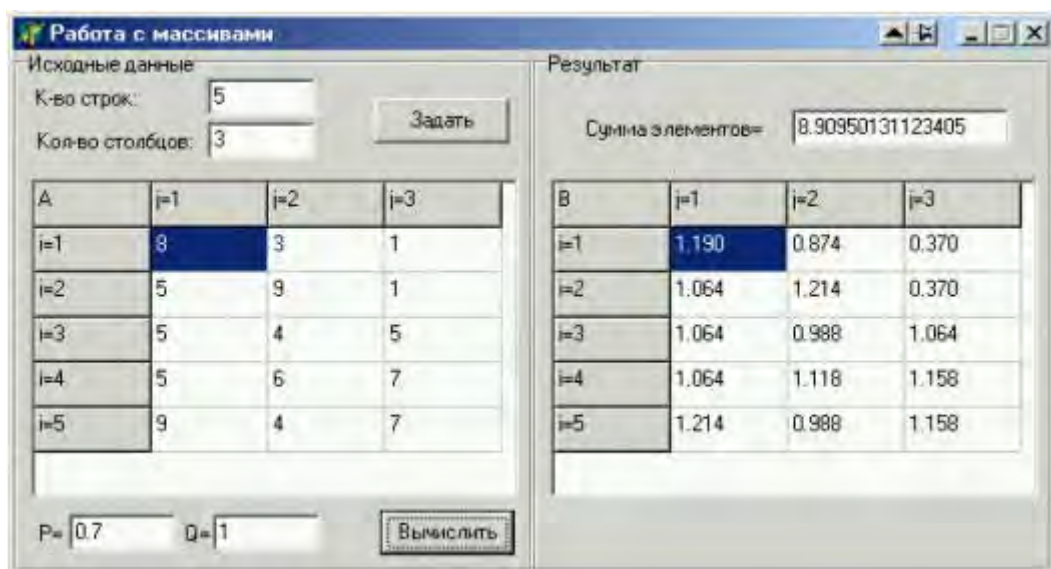 Работа с массивами
Исходные данные
К-во строк: 5
Кол-во столбцов: 3
Задать
A j=1 j=2 j=3
i=1 8 3 1
i=2 5 9 1
i=3 5 4 5
i=4 5 6 7
i=5 9 4 7
P= 0.7 Q= 1 Вычислить
Результат
Сумма элементов= 8.90950131123405
B j=1 j=2 j=3
i=1 1.190 0.874 0.370
i=2 1.064 1.214 0.370
i=3 1.064 0.988 1.064
i=4 1.064 1.118 1.158
i=5 1.214 0.988 1.158